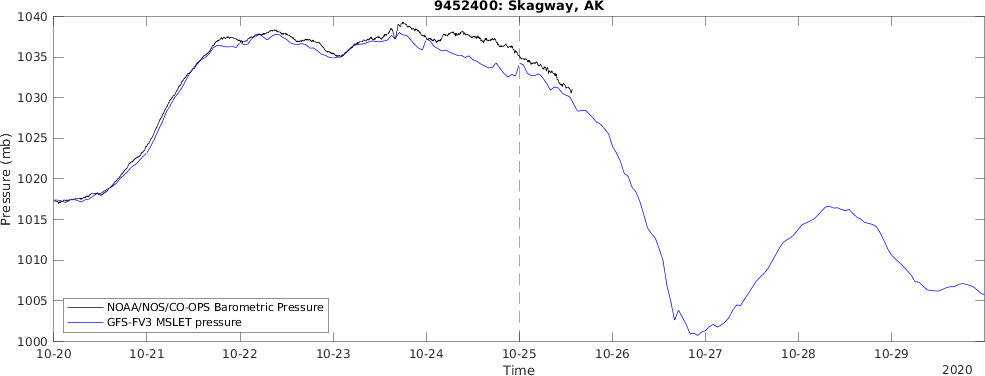 9452400: Skagway, AK
Pressure (mb)
1040
1035
1030
1025
1020
1015
1010
1005
1000
NOAA/NOS/CO-OPS Barometric Pressure
GFS-FV3 MSLET pressure
10-20 10-21 10-22 10-23 10-24 10-25 10-26 10-27 10-28 10-29
Time
2020